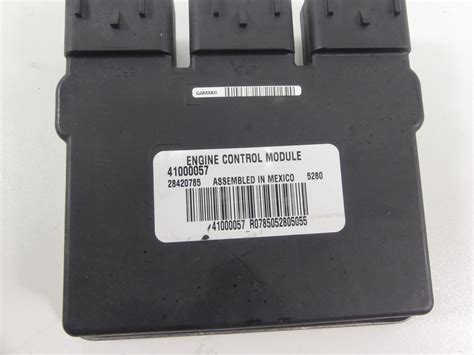 ENGINE CONTROL MODULE
41000057
28420785 ASSEMBLED IN MEXICO 5280
41000057 R0785052805055